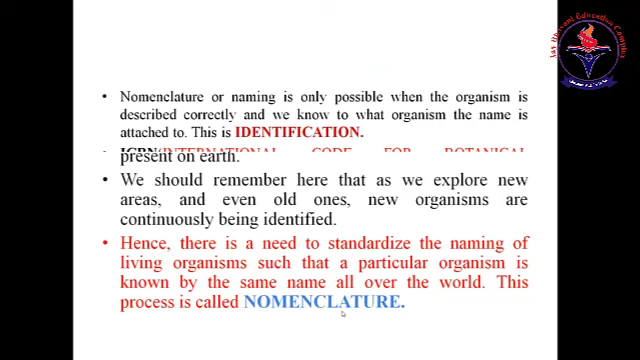 Jay Bhavani Education Complex
• Nomenclature or naming is only possible when the organism is
described correctly and we know to what organism the name is
attached to. This is IDENTIFICATION.
• ICBN(INTERNATIONAL CODE FOR BOTANICAL
present on earth.
• We should remember here that as we explore new
areas, and even old ones, new organisms are
continuously being identified.
• Hence, there is a need to standardize the naming of
living organisms such that a particular organism is
known by the same name all over the world. This
process is called NOMENCLATURE.